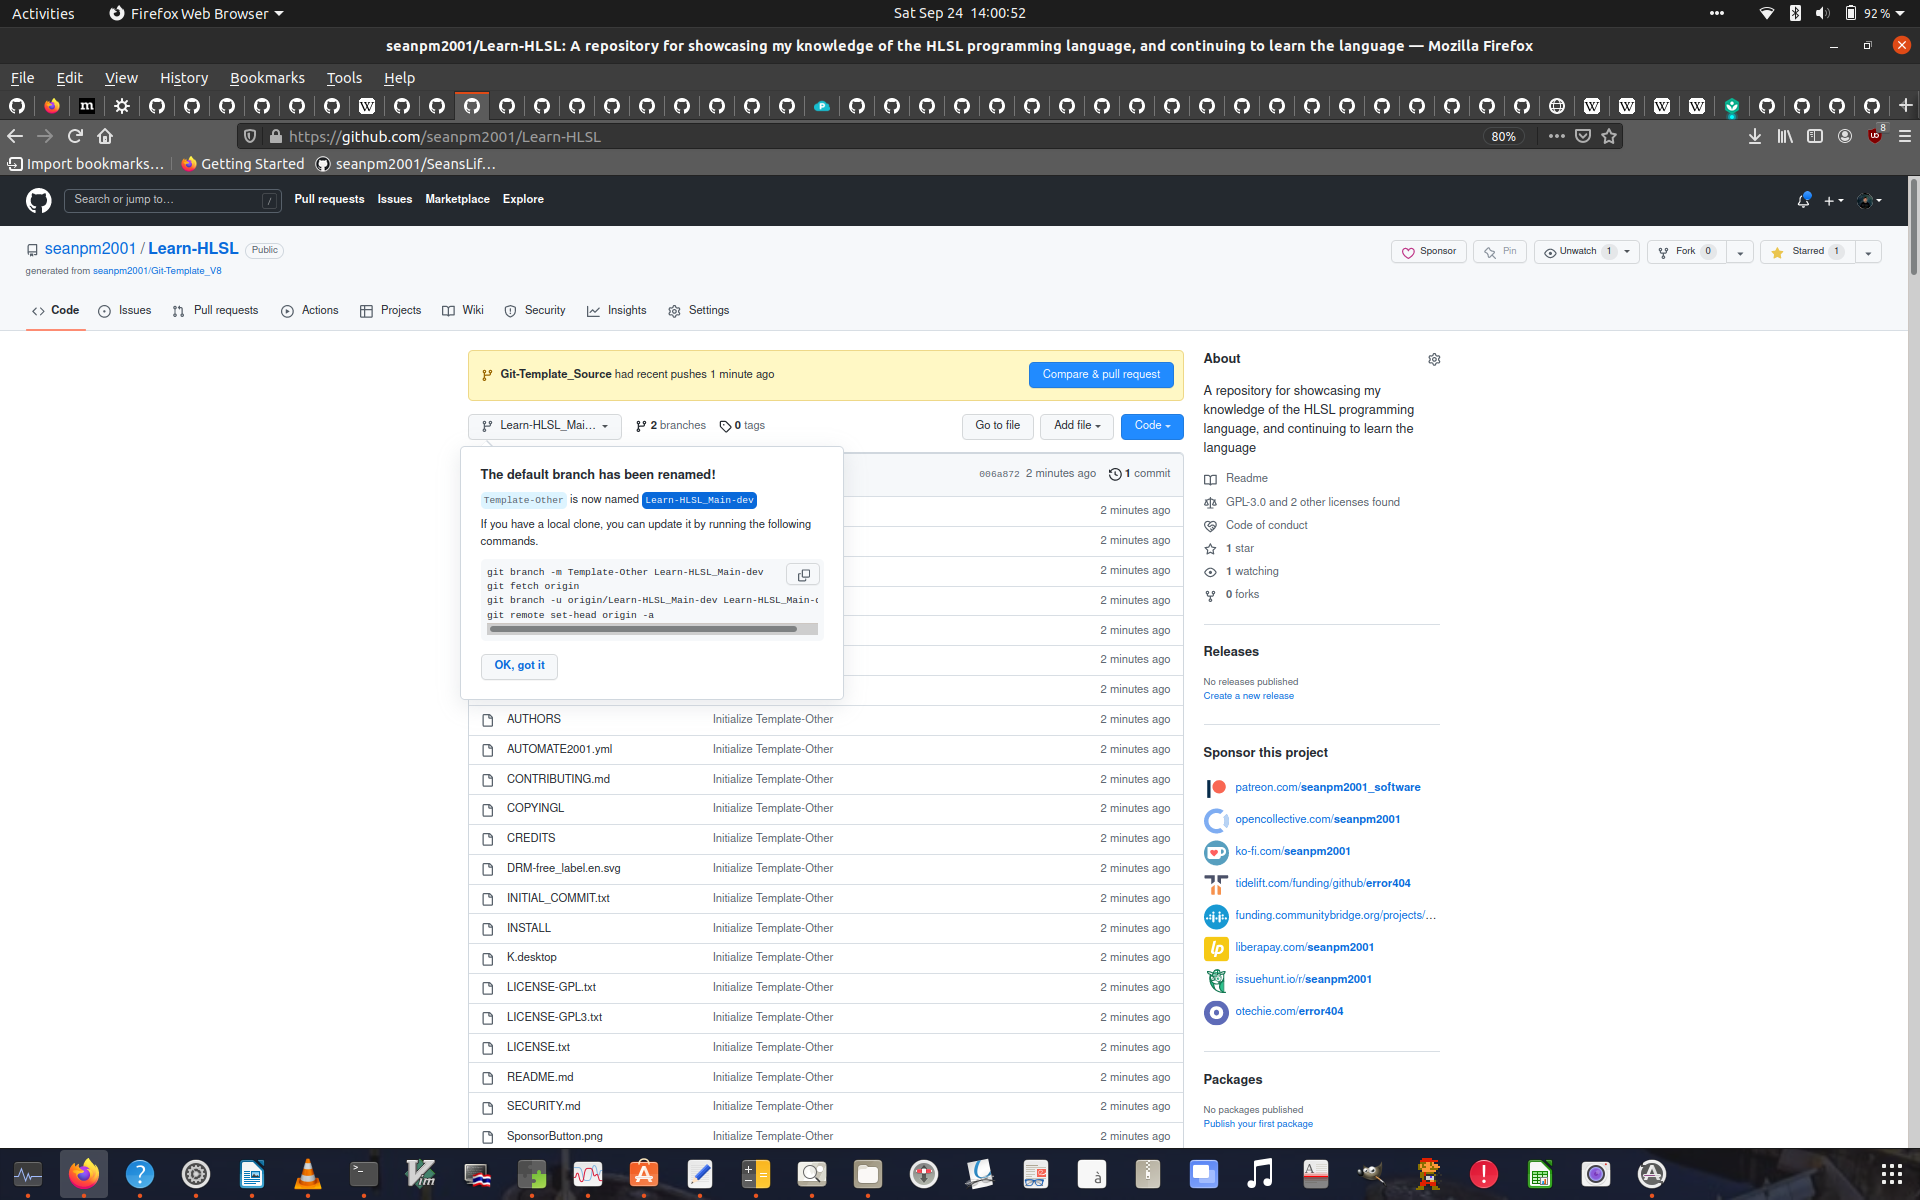 Activities
Firefox Web Browser
Sat Sep 24 14:00:52
92 %
seanpm2001/Learn-HLSL: A repository for showcasing my knowledge of the HLSL programming language, and continuing to learn the language — Mozilla Firefox
File Edit View History Bookmarks Tools Help
https://github.com/seanpm2001/Learn-HLSL
80%
8
Import bookmarks…
Getting Started
seanpm2001/SeansLif…
Search or jump to…
/
Pull requests
Issues
Marketplace
Explore
seanpm2001 / Learn-HLSL
Public
generated from seanpm2001/Git-Template_V8
Sponsor
Pin
Unwatch 1
Fork 0
Starred 1
Code
Issues
Pull requests
Actions
Projects
Wiki
Security
Insights
Settings
Git-Template_Source had recent pushes 1 minute ago
Compare & pull request
Learn-HLSL_Mai…
2 branches
0 tags
Go to file
Add file
Code
006a872 2 minutes ago
1 commit
The default branch has been renamed!
Template-Other is now named Learn-HLSL_Main-dev
If you have a local clone, you can update it by running the following
commands.
git branch -m Template-Other Learn-HLSL_Main-dev
git fetch origin
git branch -u origin/Learn-HLSL_Main-dev Learn-HLSL_Main-
git remote set-head origin -a
OK, got it
2 minutes ago
2 minutes ago
2 minutes ago
2 minutes ago
2 minutes ago
2 minutes ago
2 minutes ago
AUTHORS Initialize Template-Other 2 minutes ago
AUTOMATE2001.yml Initialize Template-Other 2 minutes ago
CONTRIBUTING.md Initialize Template-Other 2 minutes ago
COPYINGL Initialize Template-Other 2 minutes ago
CREDITS Initialize Template-Other 2 minutes ago
DRM-free_label.en.svg Initialize Template-Other 2 minutes ago
INITIAL_COMMIT.txt Initialize Template-Other 2 minutes ago
INSTALL Initialize Template-Other 2 minutes ago
K.desktop Initialize Template-Other 2 minutes ago
LICENSE-GPL.txt Initialize Template-Other 2 minutes ago
LICENSE-GPL3.txt Initialize Template-Other 2 minutes ago
LICENSE.txt Initialize Template-Other 2 minutes ago
README.md Initialize Template-Other 2 minutes ago
SECURITY.md Initialize Template-Other 2 minutes ago
SponsorButton.png Initialize Template-Other 2 minutes ago
About
A repository for showcasing my
knowledge of the HLSL programming
language, and continuing to learn the
language
Readme
GPL-3.0 and 2 other licenses found
Code of conduct
1 star
1 watching
0 forks
Releases
No releases published
Create a new release
Sponsor this project
patreon.com/seanpm2001_software
opencollective.com/seanpm2001
ko-fi.com/seanpm2001
tidelift.com/funding/github/error404
funding.communitybridge.org/projects/…
liberapay.com/seanpm2001
issuehunt.io/r/seanpm2001
otechie.com/error404
Packages
No packages published
Publish your first package